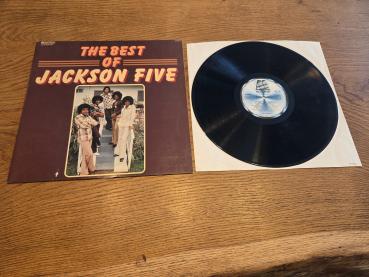 THE BEST
OF
JACKSON FIVE